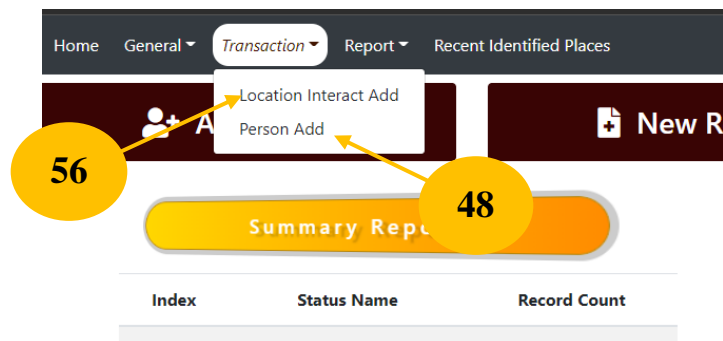 Home General Transaction Report Recent Identified Places
Location Interact Add
Person Add
New R
56
48
Summary Repo
Index Status Name Record Count